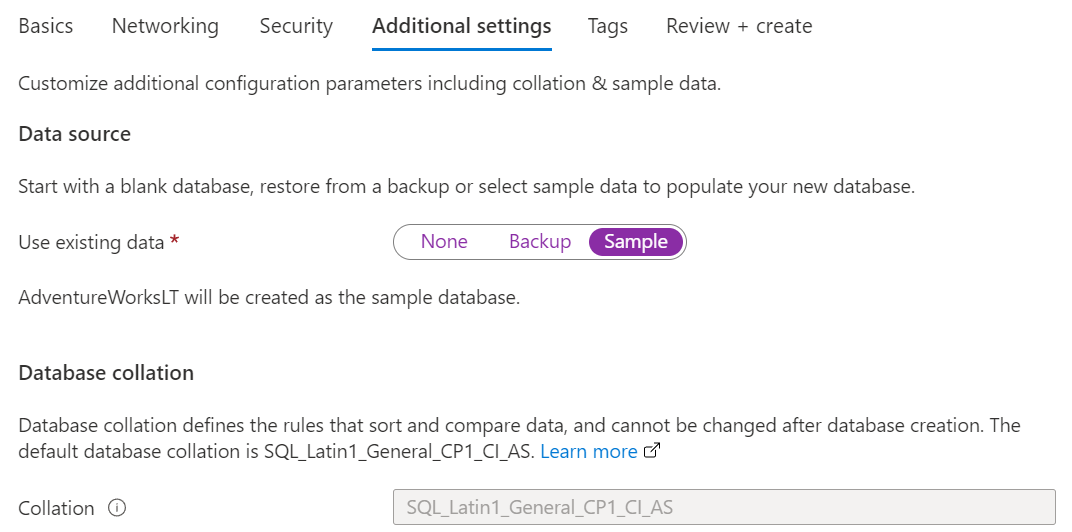 Basics Networking Security Additional settings Tags Review + create
Customize additional configuration parameters including collation & sample data.
Data source
Start with a blank database, restore from a backup or select sample data to populate your new database.
Use existing data * None Backup Sample
AdventureWorksLT will be created as the sample database.
Database collation
Database collation defines the rules that sort and compare data, and cannot be changed after database creation. The
default database collation is SQL_Latin1_General_CP1_CI_AS. Learn more
Collation SQL_Latin1_General_CP1_CI_AS